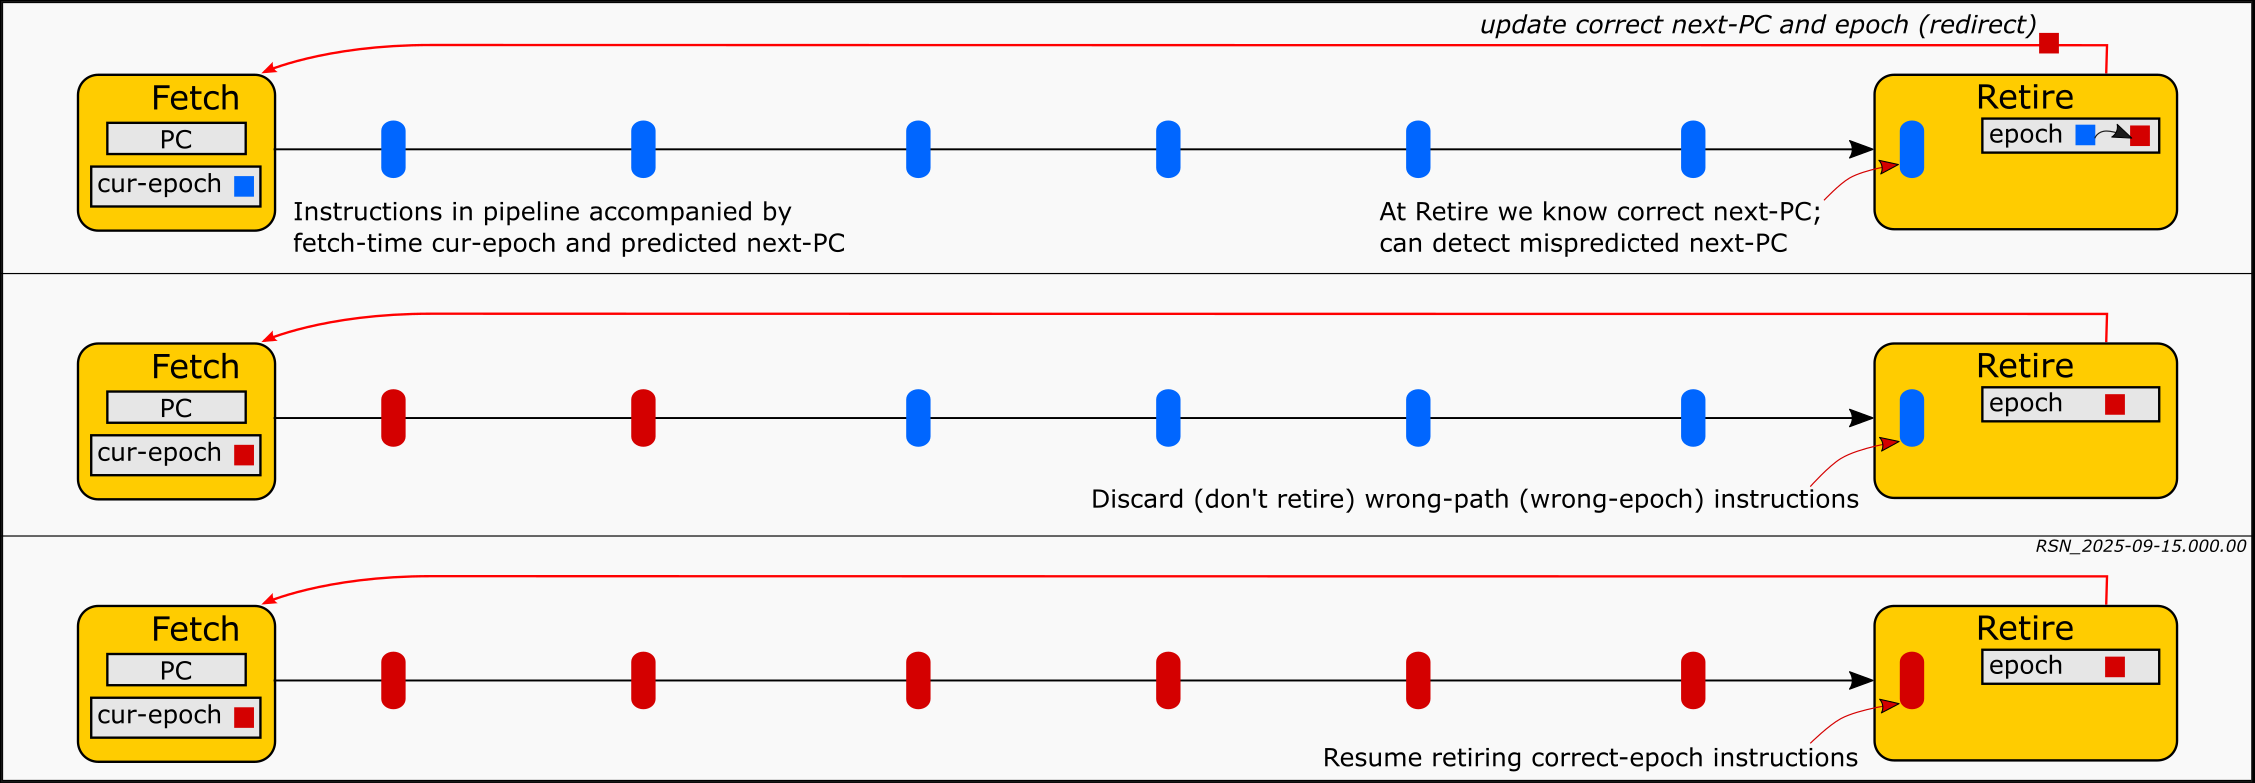 update correct next-PC and epoch (redirect)
Fetch
PC
cur-epoch
Retire
epoch
Instructions in pipeline accompanied by
fetch-time cur-epoch and predicted next-PC
At Retire we know correct next-PC;
can detect mispredicted next-PC
Fetch
PC
cur-epoch
Retire
epoch
Discard (don't retire) wrong-path (wrong-epoch) instructions
RSN_2025-09-15.000.00
Fetch
PC
cur-epoch
Retire
epoch
Resume retiring correct-epoch instructions